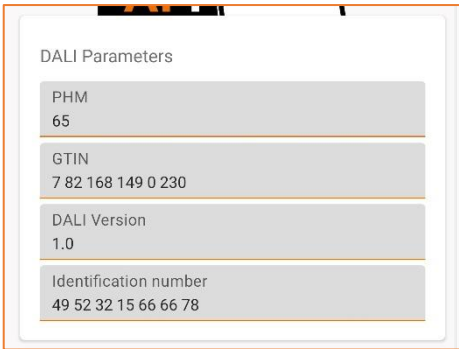 DALI Parameters
PHM
65
GTIN
7 82 168 149 0 230
DALI Version
1.0
Identification number
49 52 32 15 66 66 78